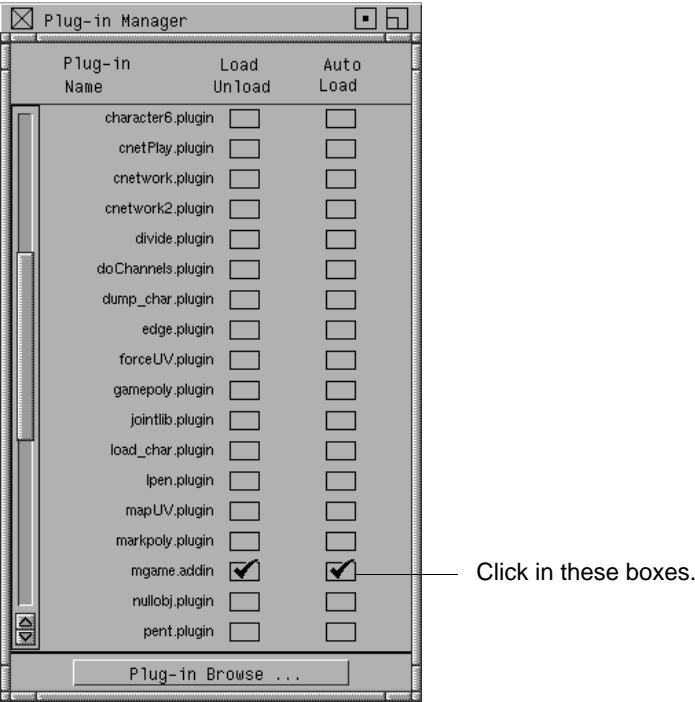 Plug-in Manager
Plug-in Load Auto
Name Unload Load
character6.plugin
cnetPlay.plugin
cnetwork.plugin
cnetwork2.plugin
divide.plugin
doChannels.plugin
dump_char.plugin
edge.plugin
forceUV.plugin
gamepoly.plugin
jointlib.plugin
load_char.plugin
lpen.plugin
mapUV.plugin
markpoly.plugin
mgame.addin
Click in these boxes.
nullobj.plugin
pent.plugin
Plug-in Browse ...